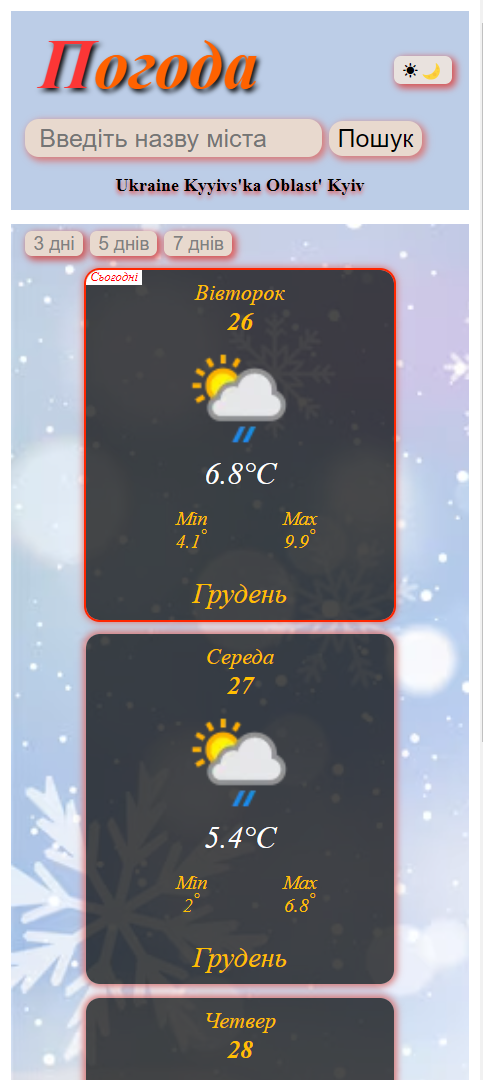 Погода
Введіть назву міста Пошук
Ukraine Kyyivs'ka Oblast' Kyiv
3 дні 5 днів 7 днів
Сьогодні
Вівторок
26
6.8°C
Min Max
4.1° 9.9°
Грудень
Середа
27
5.4°C
Min Max
2° 6.8°
Грудень
Четвер
28